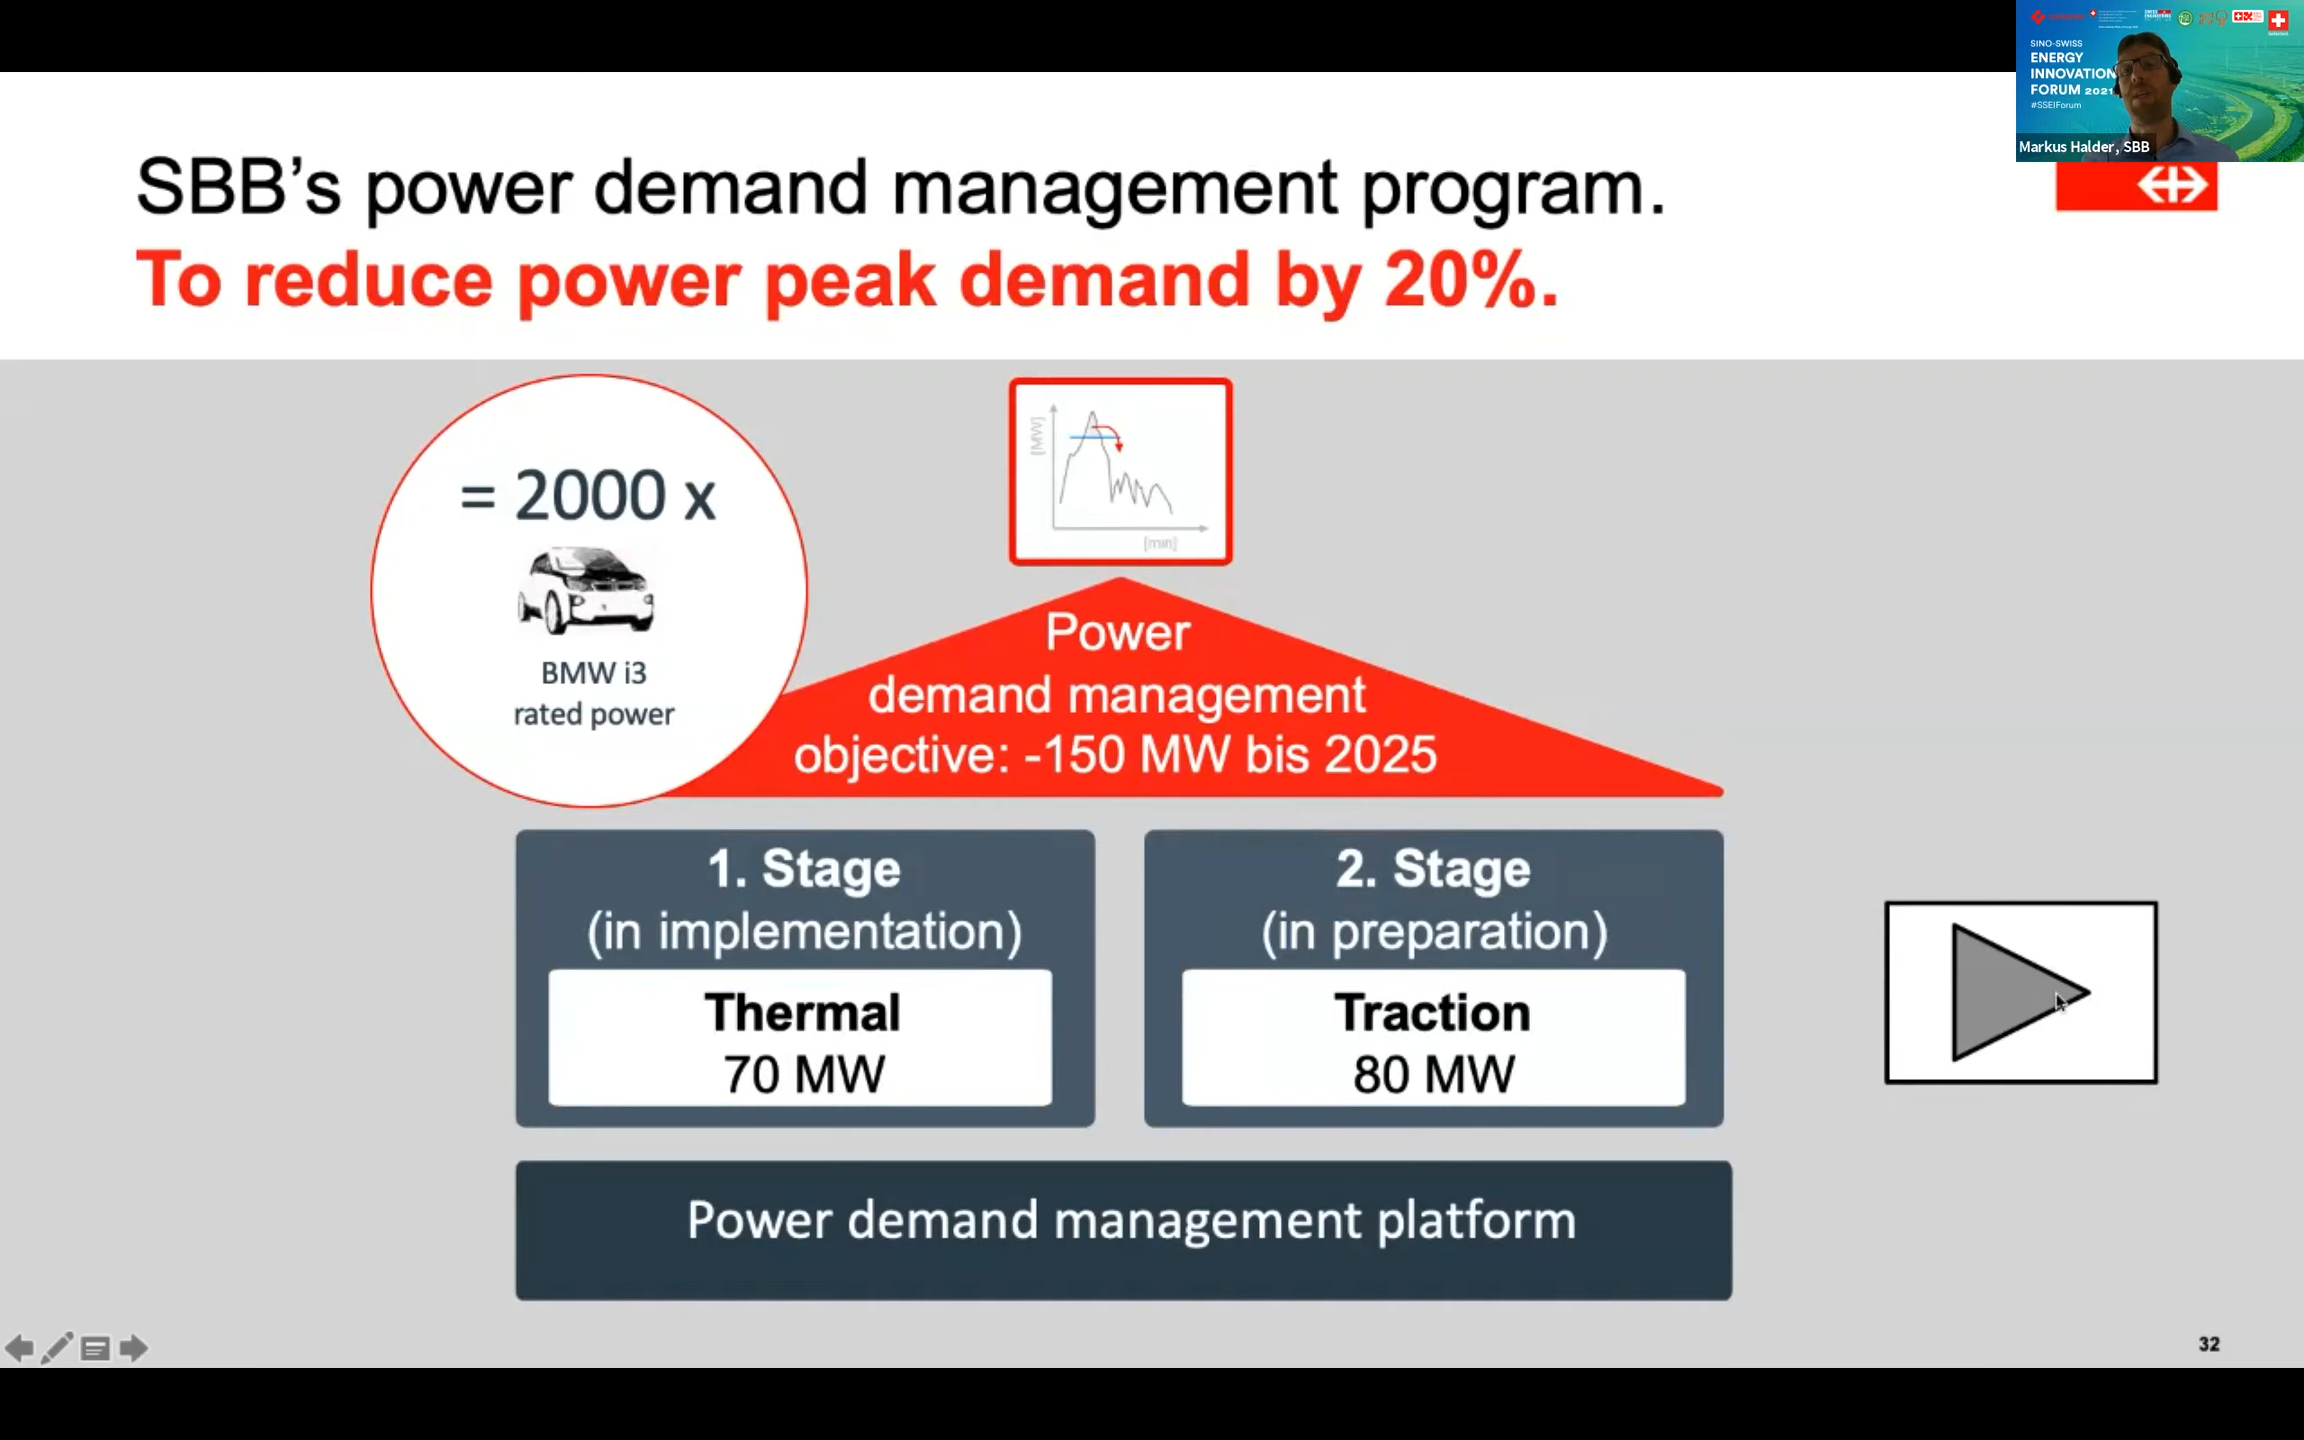 SINO-SWISS
ENERGY
INNOVATION
FORUM 2021
#SSEIForum
Markus Halder, SBB
SBB’s power demand management program.
To reduce power peak demand by 20%.
= 2000 x
BMW i3
rated power
[MW]
[min]
Power
demand management
objective: -150 MW bis 2025
1. Stage
(in implementation)
Thermal
70 MW
2. Stage
(in preparation)
Traction
80 MW
Power demand management platform
32